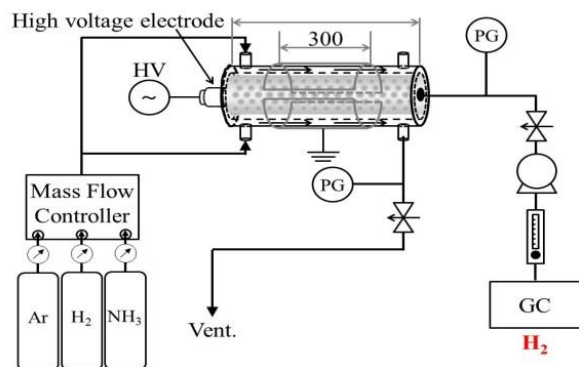 High voltage electrode
300
PG
HV
~
PG
Mass Flow
Controller
Ar
H₂
NH₃
Vent.
GC
H₂